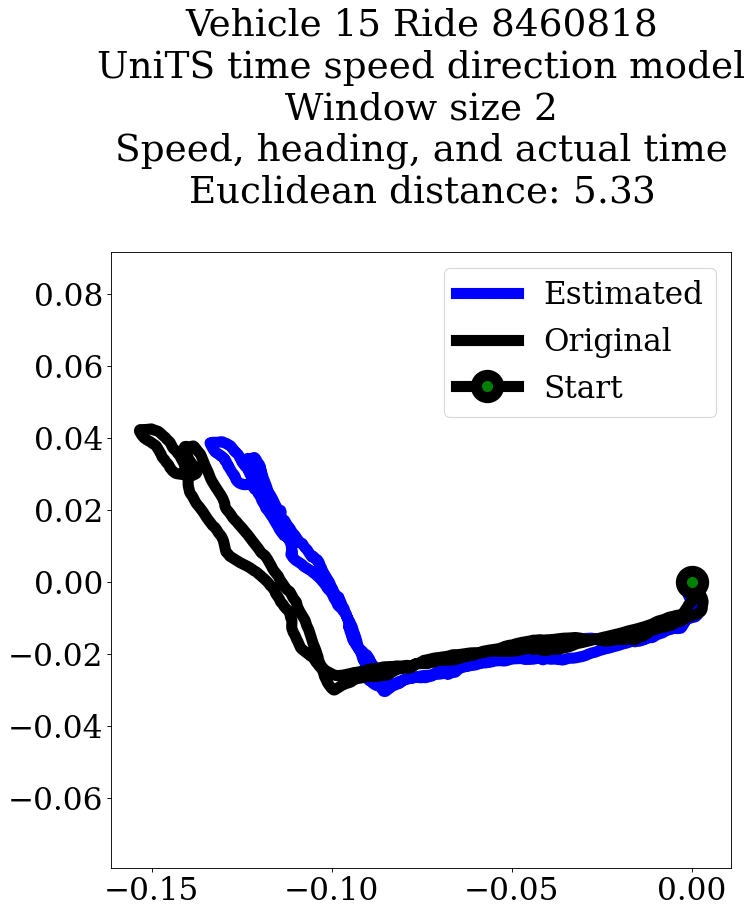 Vehicle 15 Ride 8460818
UniTS time speed direction model
Window size 2
Speed, heading, and actual time
Euclidean distance: 5.33
Estimated
Original
Start
0.08
0.06
0.04
0.02
0.00
−0.02
−0.04
−0.06
−0.15
−0.10
−0.05
0.00